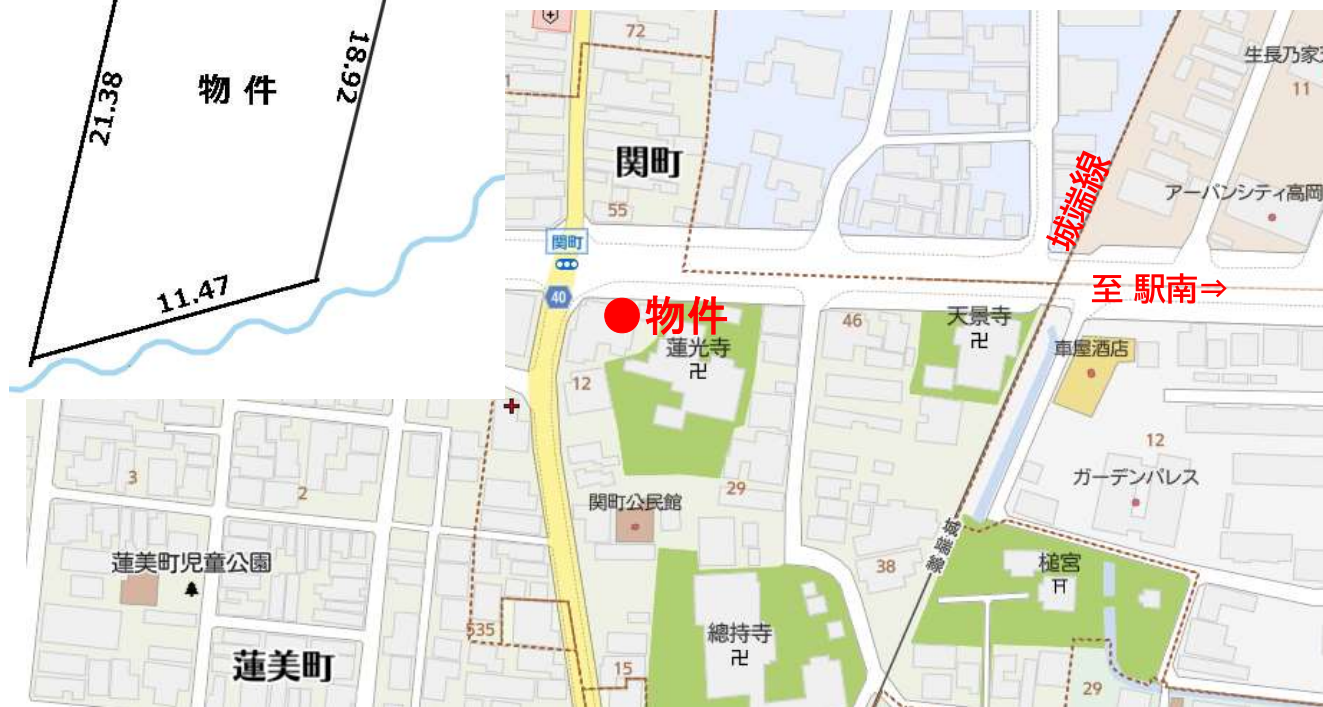 21.38
物件
18.92
11.47
72
生長乃家
11
関町
55
アーバンシティ高岡
城端線
関町
40
物件
至 駅南⇒
蓮光寺
卍
46
天景寺
卍
車屋酒店
12
12
3
2
関町公民館
29
ガーデンパレス
城端線
38
槌宮
蓮美町児童公園
總持寺
卍
535
15
蓮美町
29